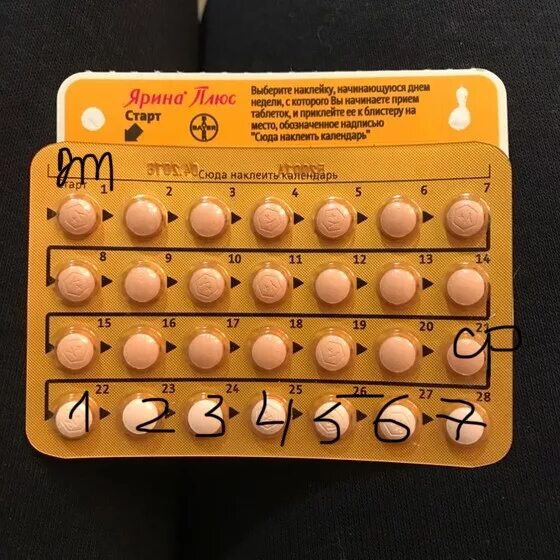 Ярина® Плюс
Старт
BAYER
Выберите наклейку, начинающуюся днем
недели, с которого Вы начинаете прием
таблеток, и приклейте ее к блистеру на
место, обозначенное надписью
"Сюда наклеить календарь"
Сюда наклеить календарь
Старт
1 2 3 4 5 6 7
8 9 10 11 12 13 14
15 16 17 18 19 20 21
22 23 24 25 26 27 28
1 2 3 4 5 6 7